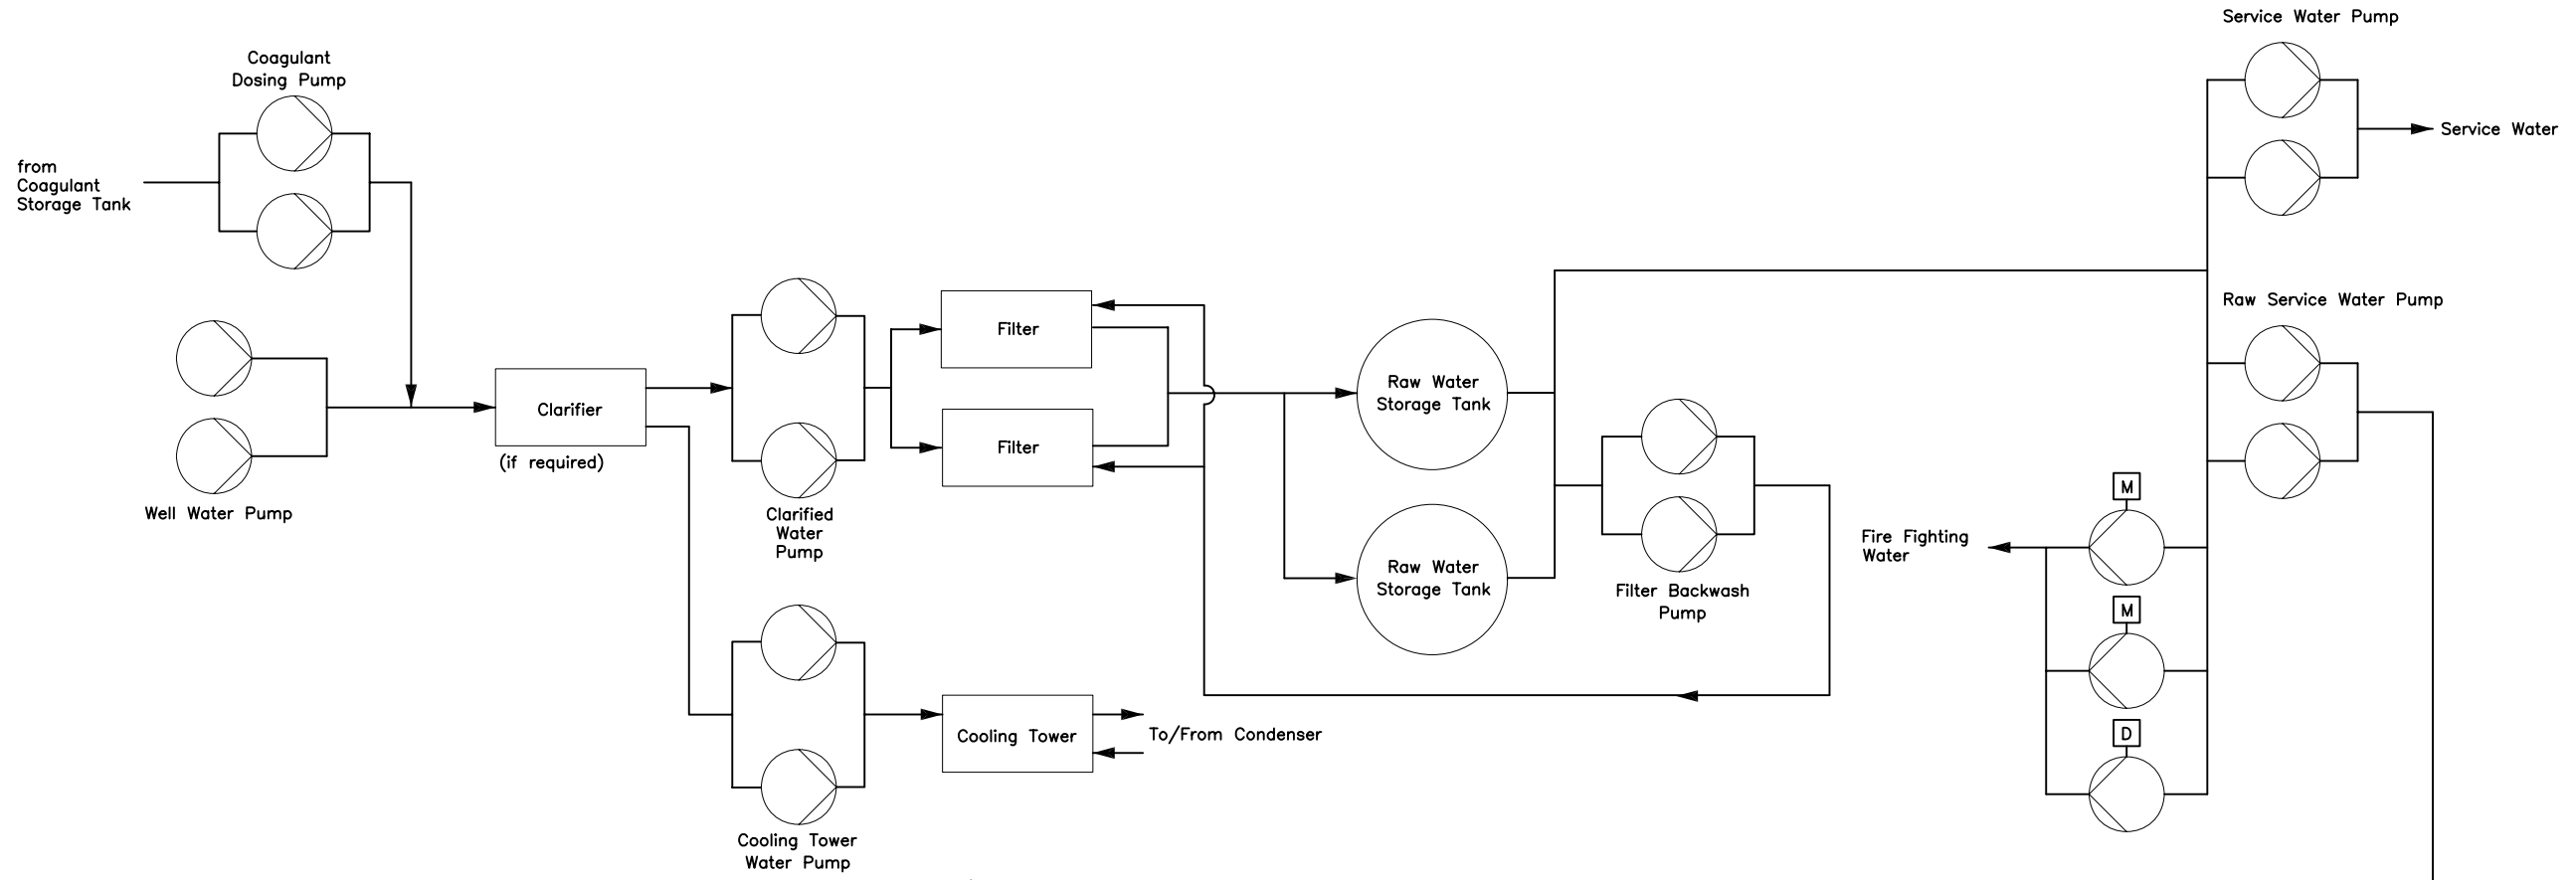 Service Water Pump
Coagulant
Dosing Pump
Service Water
from
Coagulant
Storage Tank
Raw Service Water Pump
Filter
Raw Water
Storage Tank
Clarifier
(if required)
Filter
Well Water Pump
Clarified
Water
Pump
M
Fire Fighting
Water
Raw Water
Storage Tank
Filter Backwash
Pump
M
Cooling Tower
To/From Condenser
D
Cooling Tower
Water Pump